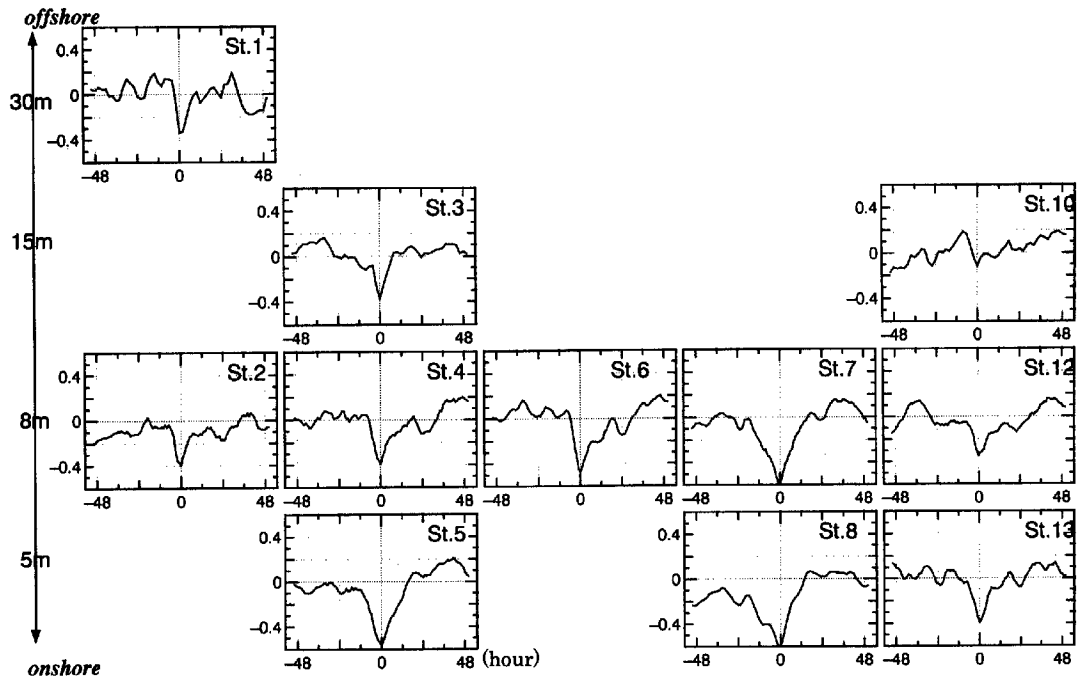 offshore
St.1
0.4
0
-0.4
30m
-48 0 48
St.3
0.4
0
-0.4
15m
-48 0 48
St.10
0.4
0
-0.4
-48 0 48
St.2 St.4 St.6 St.7 St.12
0.4
0
-0.4
8m
-48 0 48 -48 0 48 -48 0 48 -48 0 48 -48 0 48
St.5
0.4
0
-0.4
5m
-48 0 48 (hour)
St.8 St.13
0.4
0
-0.4
-48 0 48 -48 0 48
onshore